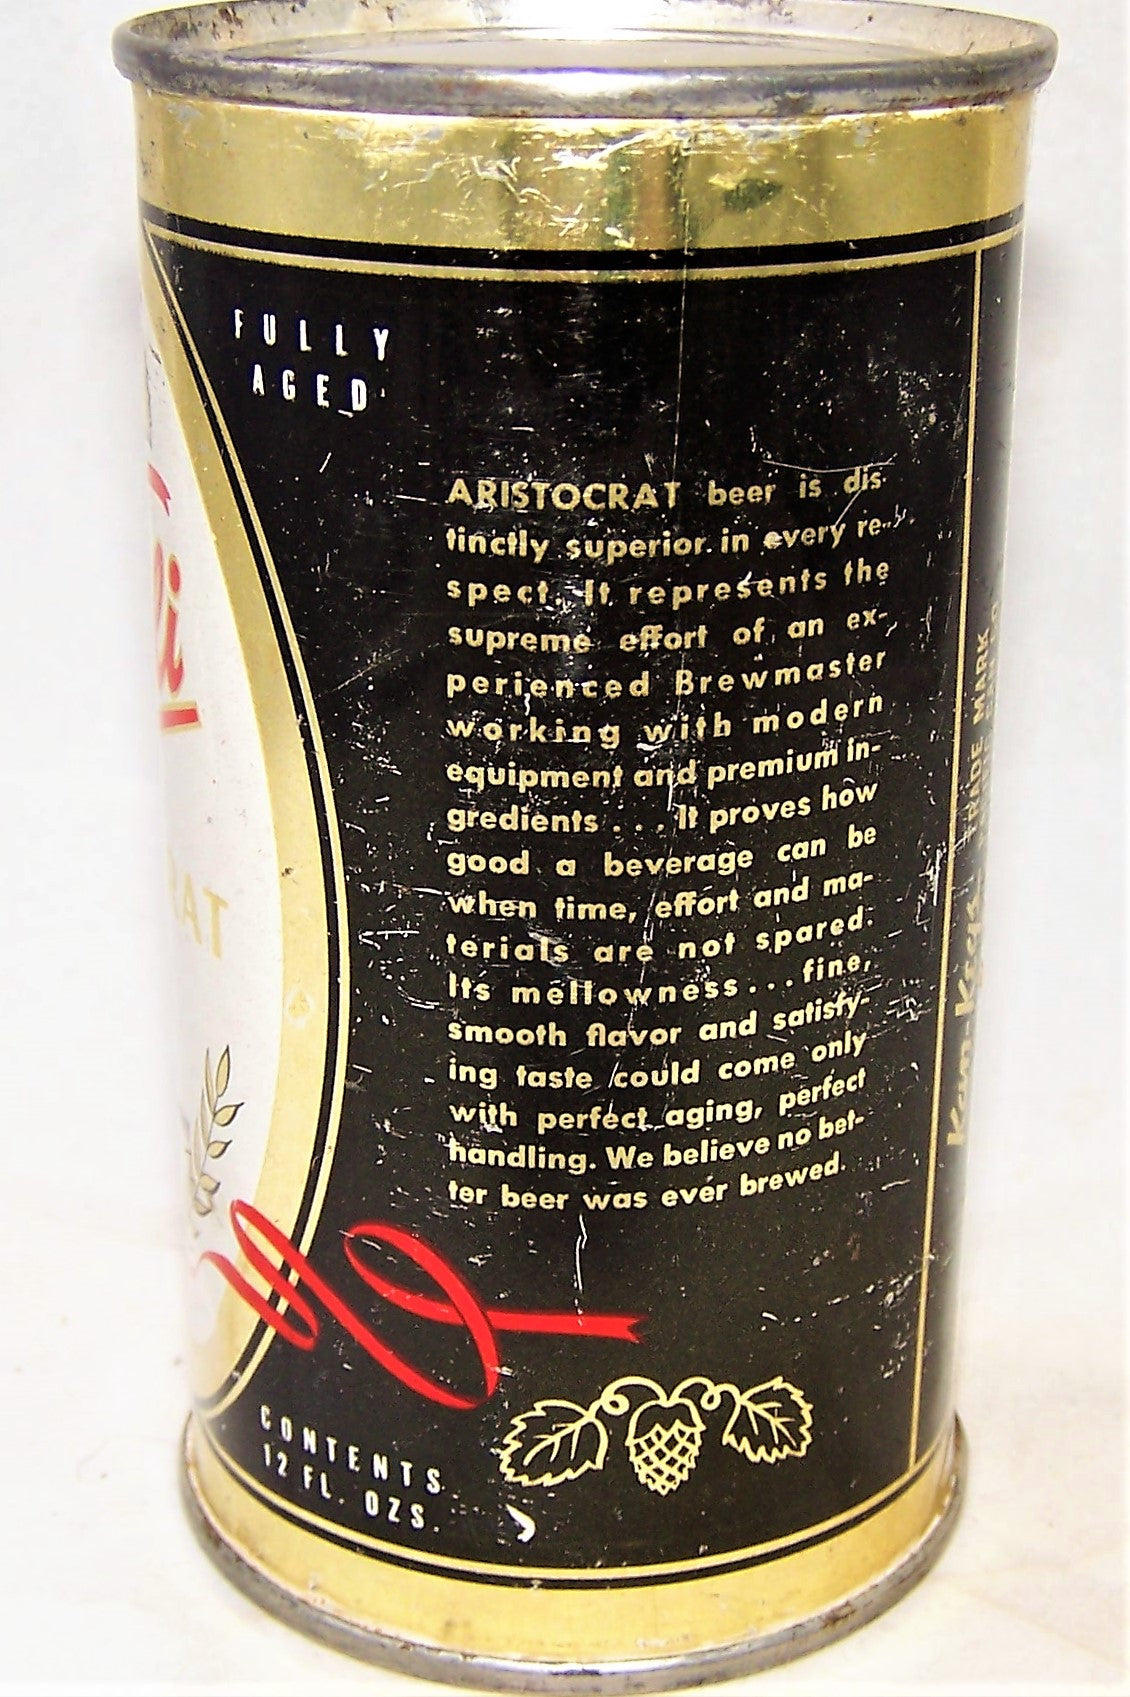 FULLY
AGED
ARISTOCRAT beer is dis-
tinctly superior in every re-
spect. It represents the
supreme effort of an ex-
perienced Brewmaster
working with modern
equipment and premium in-
gredients . . . It proves how
good a beverage can be
when time, effort and ma-
terials are not spared.
Its mellowness . . . fine,
smooth flavor and satisfy-
ing taste could come only
with perfect aging, perfect
handling. We believe no bet-
ter beer was ever brewed.
li
RAT
CONTENTS
12 FL. OZS.
TRADE MARK